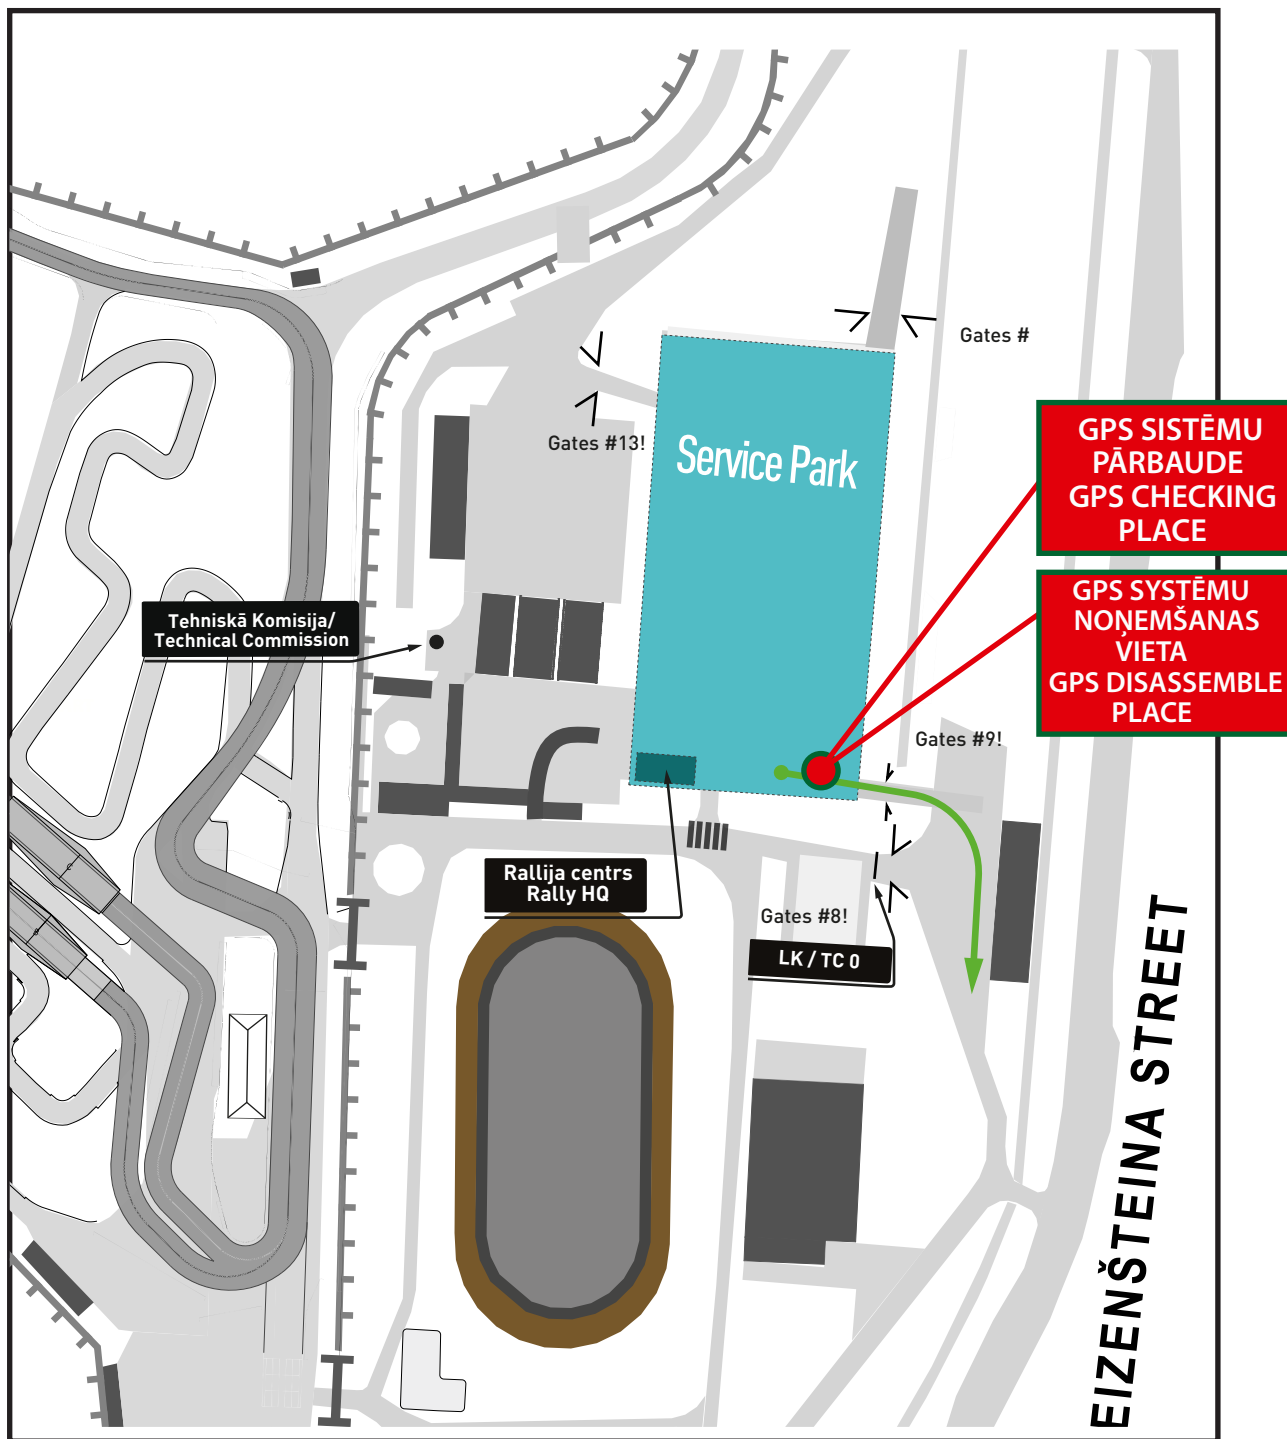 Gates #
GPS SISTĒMU
PĀRBAUDE
GPS CHECKING
PLACE
Gates #13!
Service Park
GPS SYSTĒMU
NOŅEMŠANAS
VIETA
GPS DISASSEMBLE
PLACE
Tehniskā Komisija/
Technical Commission
Gates #9!
Rallija centrs
Rally HQ
Gates #8!
LK / TC 0
EIZENŠTEINA STREET